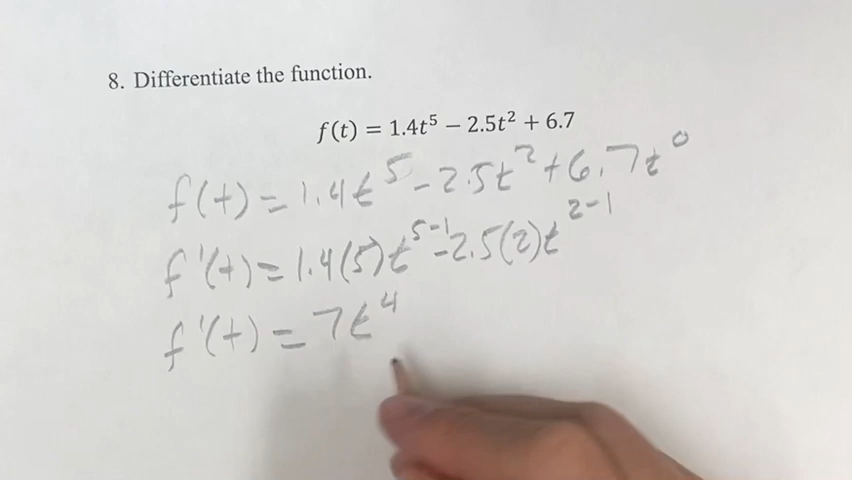 8. Differentiate the function.
f(t) = 1.4t⁵ − 2.5t² + 6.7
f(t) = 1.4t⁵ − 2.5t² + 6.7t⁰
f'(t) = 1.4(5)t⁵⁻¹ − 2.5(2)t²⁻¹
f'(t) = 7t⁴